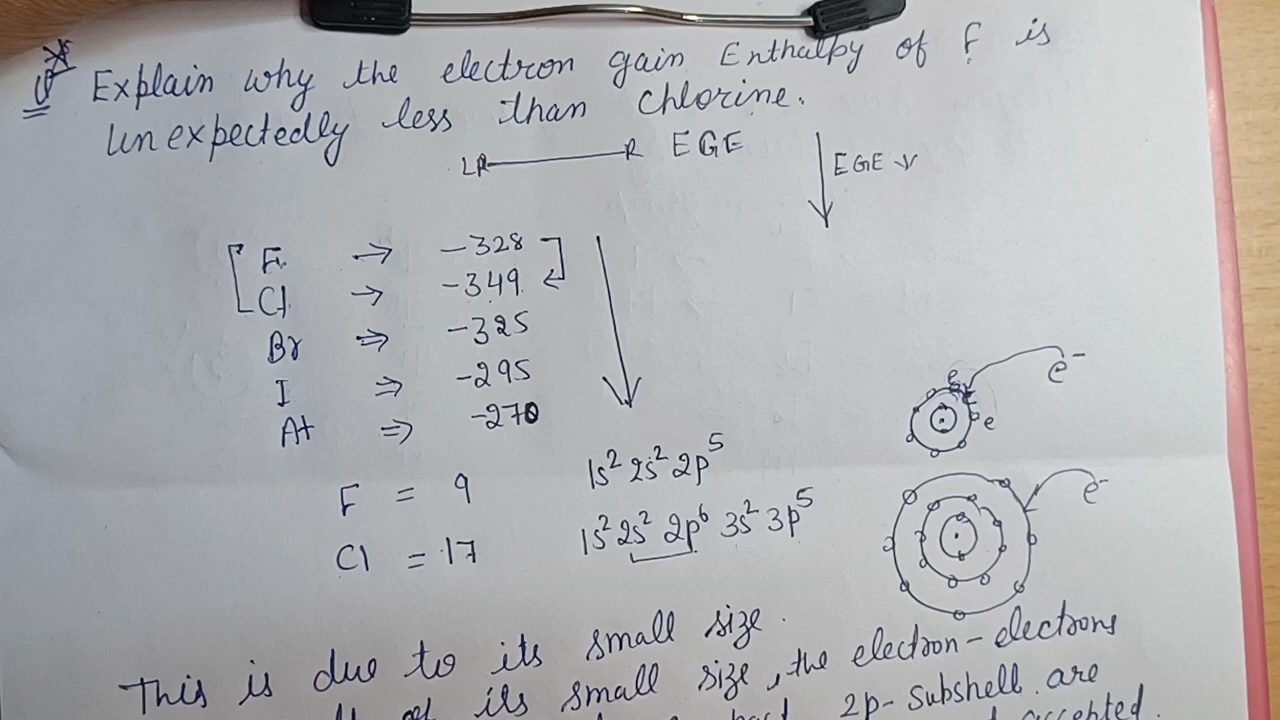 Q Explain why the electron gain Enthalpy of F is
unexpectedly less than chlorine.
LR R EGE
EGE ↓
F → -328
Cl → -349
Br ⇒ -325
I ⇒ -295
At ⇒ -270
e e⁻
e
F = 9 1s² 2s² 2p⁵
Cl = 17 1s² 2s² 2p⁶ 3s² 3p⁵
e⁻
This is due to its small size.
of its small size, the electron-electrons
2p-subshell are
accepted.